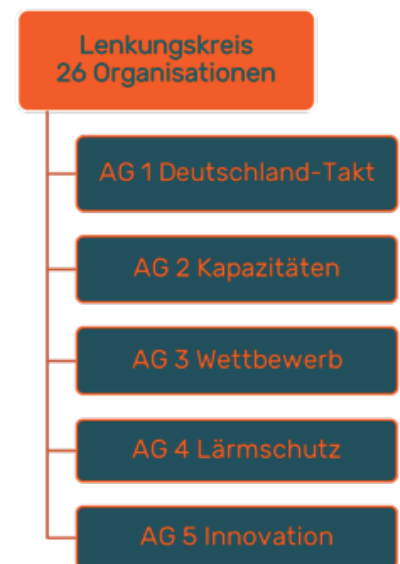 Lenkungskreis
26 Organisationen
AG 1 Deutschland-Takt
AG 2 Kapazitäten
AG 3 Wettbewerb
AG 4 Lärmschutz
AG 5 Innovation